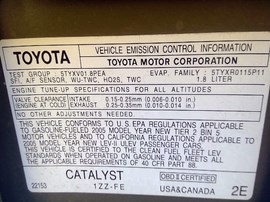 TOYOTA
VEHICLE EMISSION CONTROL INFORMATION
TOYOTA MOTOR CORPORATION
TEST GROUP : 5TYXV01.8PEA EVAP. FAMILY : 5TYXR0115P11
SFI, A/F SENSOR, WU-TWC, HO2S, TWC 1.8 LITER
ENGINE TUNE-UP SPECIFICATIONS FOR ALL ALTITUDES
VALVE CLEARANCE INTAKE 0.15-0.25mm (0.006-0.010 in.)
(ENGINE AT COLD) EXHAUST 0.25-0.35mm (0.010-0.014 in.)
NO OTHER ADJUSTMENTS NEEDED.
THIS VEHICLE CONFORMS TO U.S.EPA REGULATIONS APPLICABLE
TO GASOLINE-FUELED 2005 MODEL YEAR NEW TIER 2 BIN 5
MOTOR VEHICLES AND TO CALIFORNIA REGULATIONS APPLICABLE
TO 2005 MODEL YEAR NEW LEV-II ULEV PASSENGER CARS.
THIS VEHICLE CONFORMS TO THE CLEAN FUEL FLEET LEV
STANDARDS WHEN OPERATING ON GASOLINE AND MEETS ALL THE
APPLICABLE REQUIREMENTS OF 40 CFR PART 88.
CATALYST OBD II CERTIFIED
22153 1ZZ-FE USA&CANADA 2E